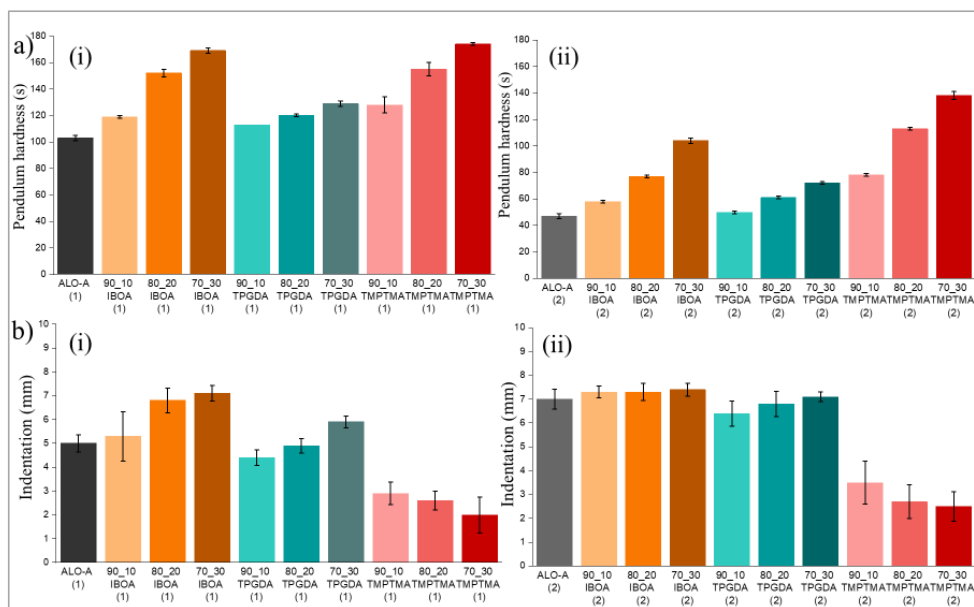 a)
(i)
Pendulum hardness (s)
180
160
140
120
100
80
60
40
20
0
ALO-A 90_10 80_20 70_30 90_10 80_20 70_30 90_10 80_20 70_30
(1) IBOA IBOA IBOA TPGDA TPGDA TPGDA TMPTMA TMPTMA TMPTMA
(1) (1) (1) (1) (1) (1) (1) (1) (1)
(ii)
Pendulum hardness (s)
180
160
140
120
100
80
60
40
20
0
ALO-A 90_10 80_20 70_30 90_10 80_20 70_30 90_10 80_20 70_30
(2) IBOA IBOA IBOA TPGDA TPGDA TPGDA TMPTMA TMPTMA TMPTMA
(2) (2) (2) (2) (2) (2) (2) (2) (2)
b)
(i)
Indentation (mm)
10
9
8
7
6
5
4
3
2
1
0
ALO-A 90_10 80_20 70_30 90_10 80_20 70_30 90_10 80_20 70_30
(1) IBOA IBOA IBOA TPGDA TPGDA TPGDA TMPTMA TMPTMA TMPTMA
(1) (1) (1) (1) (1) (1) (1) (1) (1)
(ii)
Indentation (mm)
10
9
8
7
6
5
4
3
2
1
0
ALO-A 90_10 80_20 70_30 90_10 80_20 70_30 90_10 80_20 70_30
(2) IBOA IBOA IBOA TPGDA TPGDA TPGDA TMPTMA TMPTMA TMPTMA
(2) (2) (2) (2) (2) (2) (2) (2) (2)